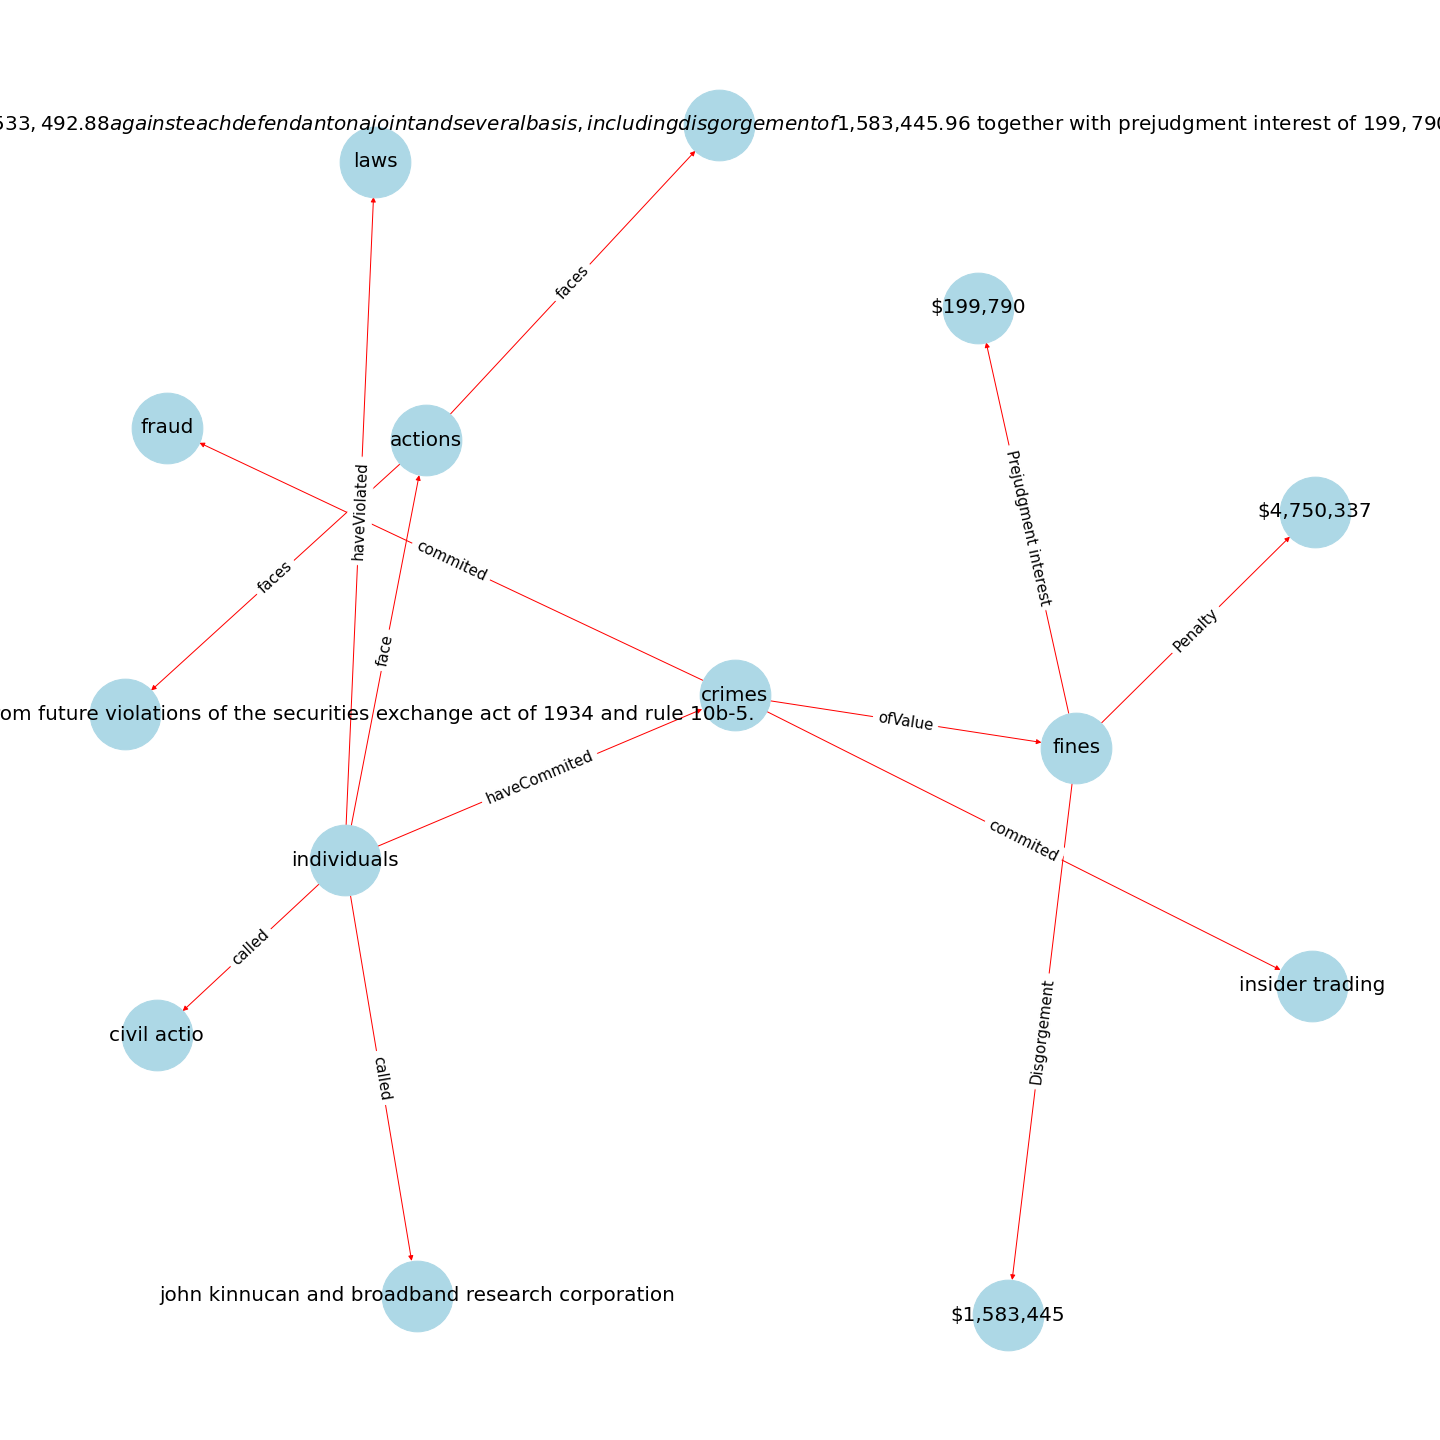 533, 492.88againsteachdefendantonajointandseveralbasis, includingdisgorgementof1,583,445.96 together with prejudgment interest of 199, 790
laws
faces
$199,790
fraud
actions
haveViolated
Prejudgment interest
$4,750,337
commited
faces
face
Penalty
crimes
om future violations of the securities exchange act of 1934 and rule 10b-5.
ofValue
fines
haveCommited
individuals
commited
called
insider trading
civil actio
Disgorgement
called
john kinnucan and broadband research corporation
$1,583,445